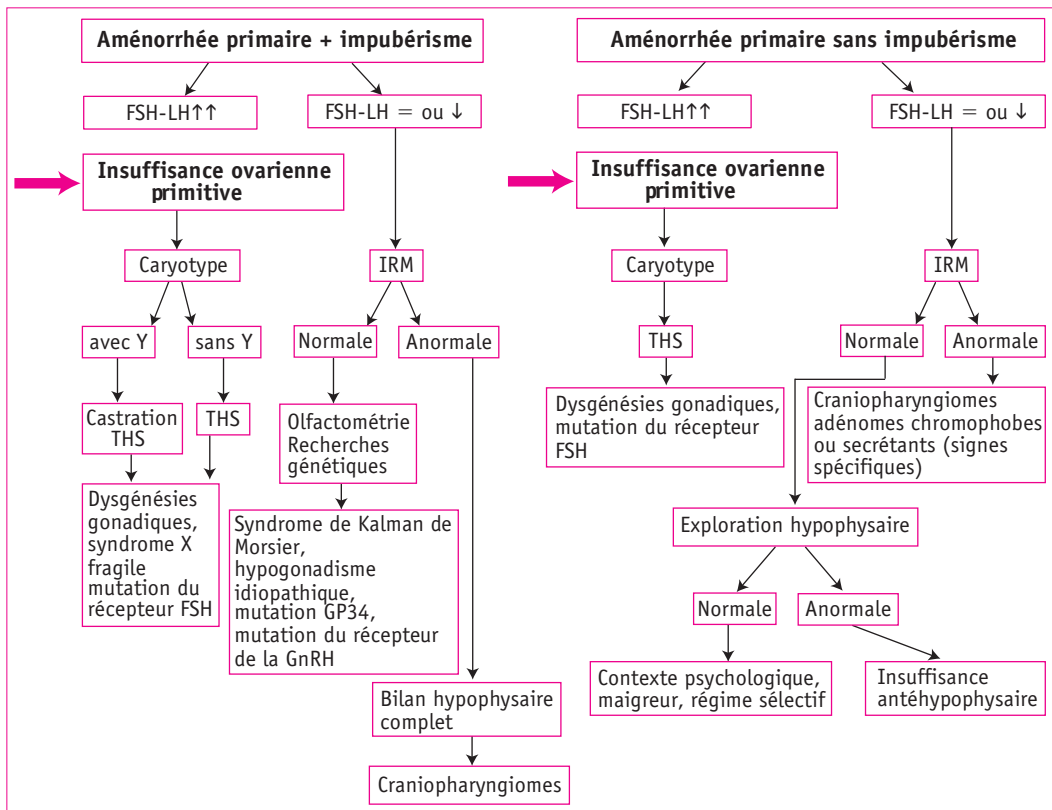 Aménorrhée primaire + impubérisme
FSH-LH↑↑
FSH-LH = ou ↓
Insuffisance ovarienne
primitive
Caryotype
IRM
avec Y
sans Y
Normale
Anormale
Castration
THS
THS
Olfactométrie
Recherches
génétiques
Dysgénésies
gonadiques,
syndrome X
fragile
mutation du
récepteur FSH
Syndrome de Kalman de
Morsier,
hypogonadisme
idiopathique,
mutation GP34,
mutation du récepteur
de la GnRH
Bilan hypophysaire
complet
Craniopharyngiomes
Aménorrhée primaire sans impubérisme
FSH-LH↑↑
FSH-LH = ou ↓
Insuffisance ovarienne
primitive
Caryotype
IRM
THS
Normale
Anormale
Dysgénésies gonadiques,
mutation du récepteur
FSH
Craniopharyngiomes
adénomes chromophobes
ou secrétants (signes
spécifiques)
Exploration hypophysaire
Normale
Anormale
Contexte psychologique,
maigreur, régime sélectif
Insuffisance
antéhypophysaire